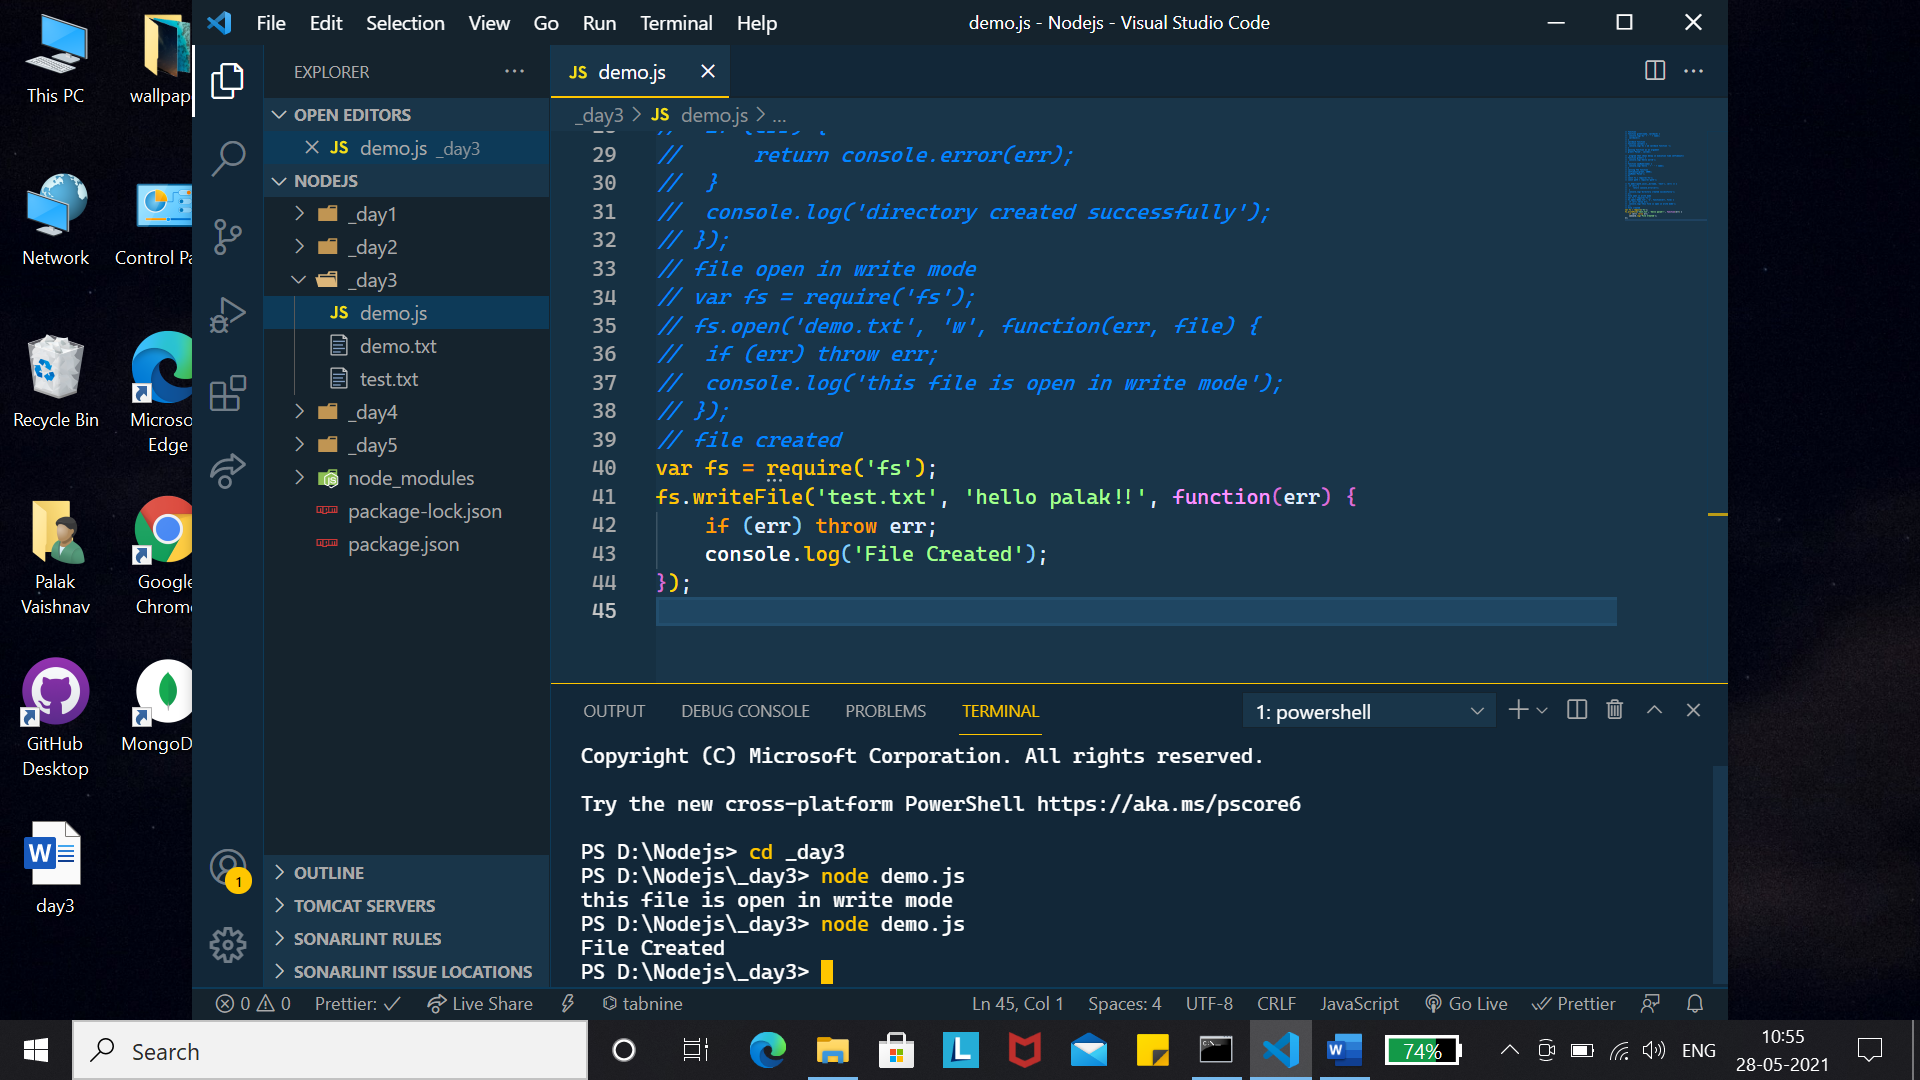 File Edit Selection View Go Run Terminal Help
demo.js - Nodejs - Visual Studio Code
This PC
wallpap
Network
Control Pa
Recycle Bin
Microso
Edge
Palak
Vaishnav
Google
Chrome
GitHub
Desktop
MongoD
day3
EXPLORER
OPEN EDITORS
JS demo.js _day3
NODEJS
_day1
_day2
_day3
JS demo.js
demo.txt
test.txt
_day4
_day5
node_modules
package-lock.json
package.json
OUTLINE
TOMCAT SERVERS
SONARLINT RULES
SONARLINT ISSUE LOCATIONS
1
JS demo.js
_day3 > JS demo.js > ...
29 //      return console.error(err);
30 //  }
31 //  console.log('directory created successfully');
32 // });
33 // file open in write mode
34 // var fs = require('fs');
35 // fs.open('demo.txt', 'w', function(err, file) {
36 //  if (err) throw err;
37 //  console.log('this file is open in write mode');
38 // });
39 // file created
40 var fs = require('fs');
41 fs.writeFile('test.txt', 'hello palak!!', function(err) {
42     if (err) throw err;
43     console.log('File Created');
44 });
45
OUTPUT DEBUG CONSOLE PROBLEMS TERMINAL
1: powershell
Copyright (C) Microsoft Corporation. All rights reserved.
Try the new cross-platform PowerShell https://aka.ms/pscore6
PS D:\Nodejs> cd _day3
PS D:\Nodejs\_day3> node demo.js
this file is open in write mode
PS D:\Nodejs\_day3> node demo.js
File Created
PS D:\Nodejs\_day3>
0 0 Prettier: Live Share tabnine Ln 45, Col 1 Spaces: 4 UTF-8 CRLF JavaScript Go Live Prettier
Search
74%
ENG
10:55
28-05-2021